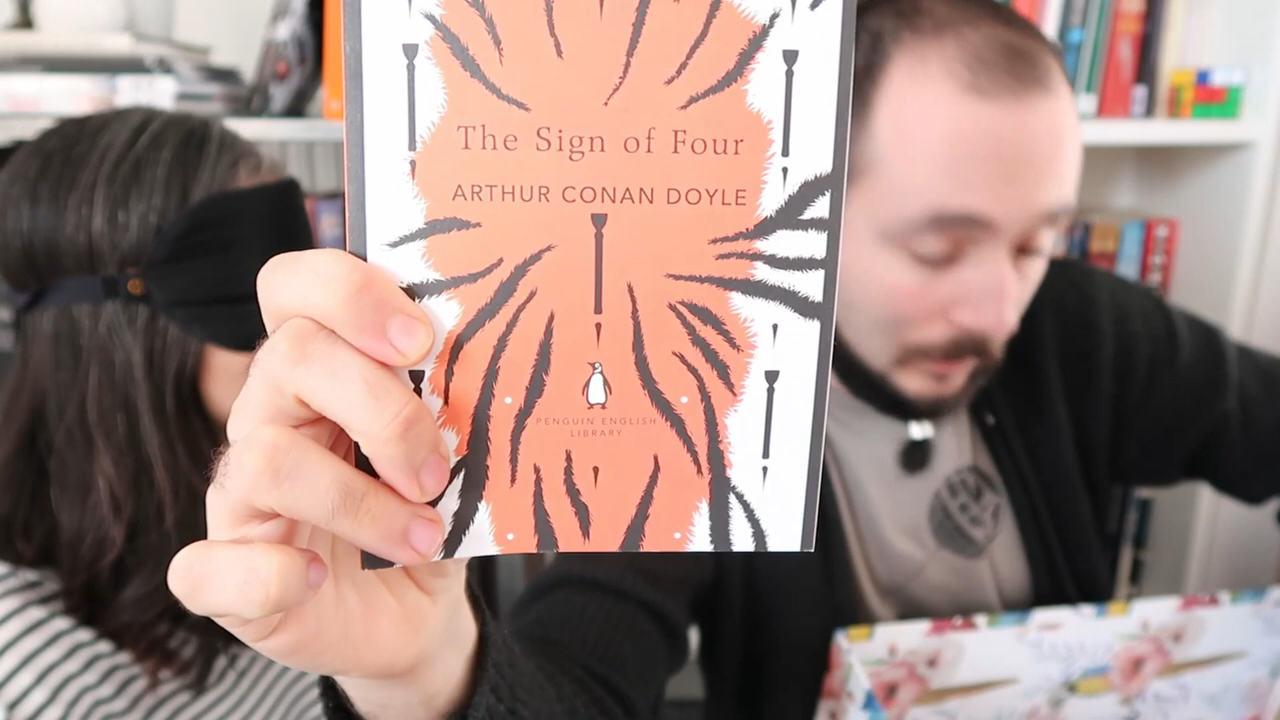 The Sign of Four
ARTHUR CONAN DOYLE
PENGUIN ENGLISH
LIBRARY